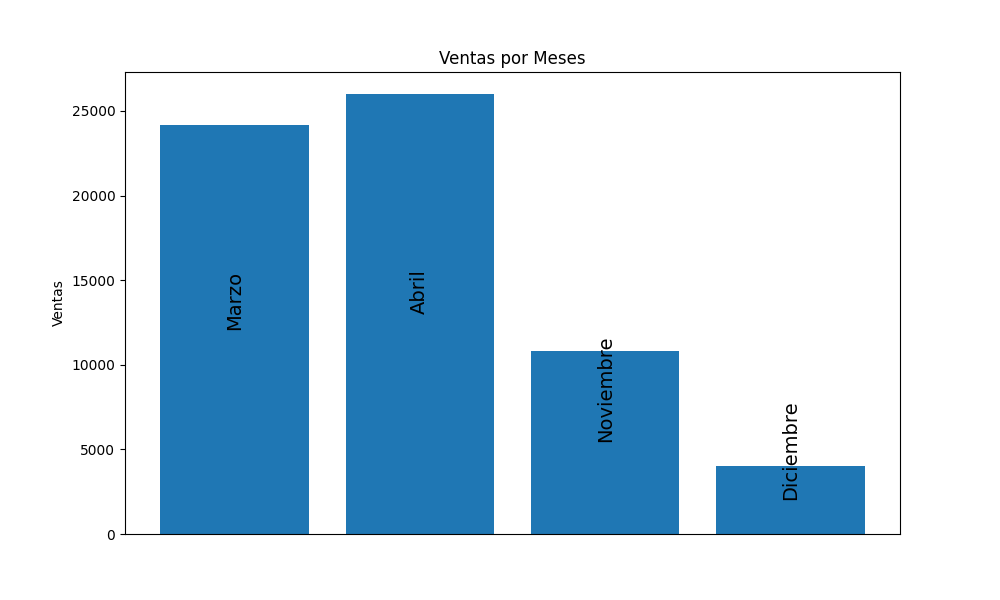 Ventas por Meses
25000
20000
15000
10000
5000
0
Ventas
Marzo
Abril
Noviembre
Diciembre